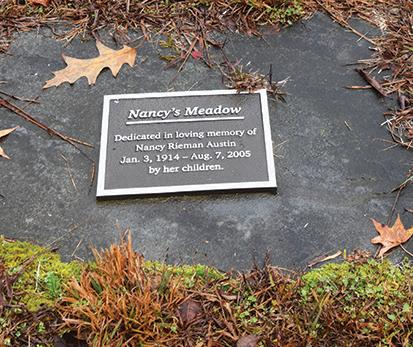 Nancy's Meadow
Dedicated in loving memory of
Nancy Rieman Austin
Jan. 3, 1914 – Aug. 7, 2005
by her children.